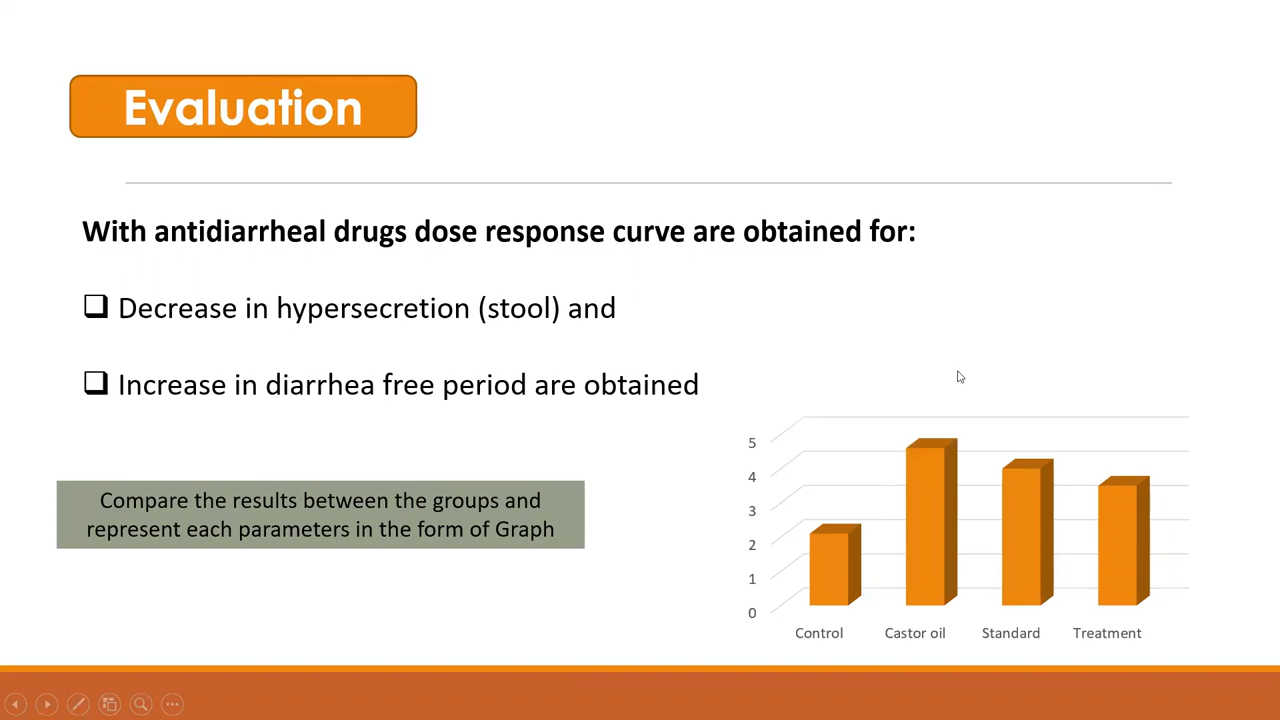 Evaluation
With antidiarrheal drugs dose response curve are obtained for:
Decrease in hypersecretion (stool) and
Increase in diarrhea free period are obtained
Compare the results between the groups and
represent each parameters in the form of Graph
5
4
3
2
1
0
Control Castor oil Standard Treatment